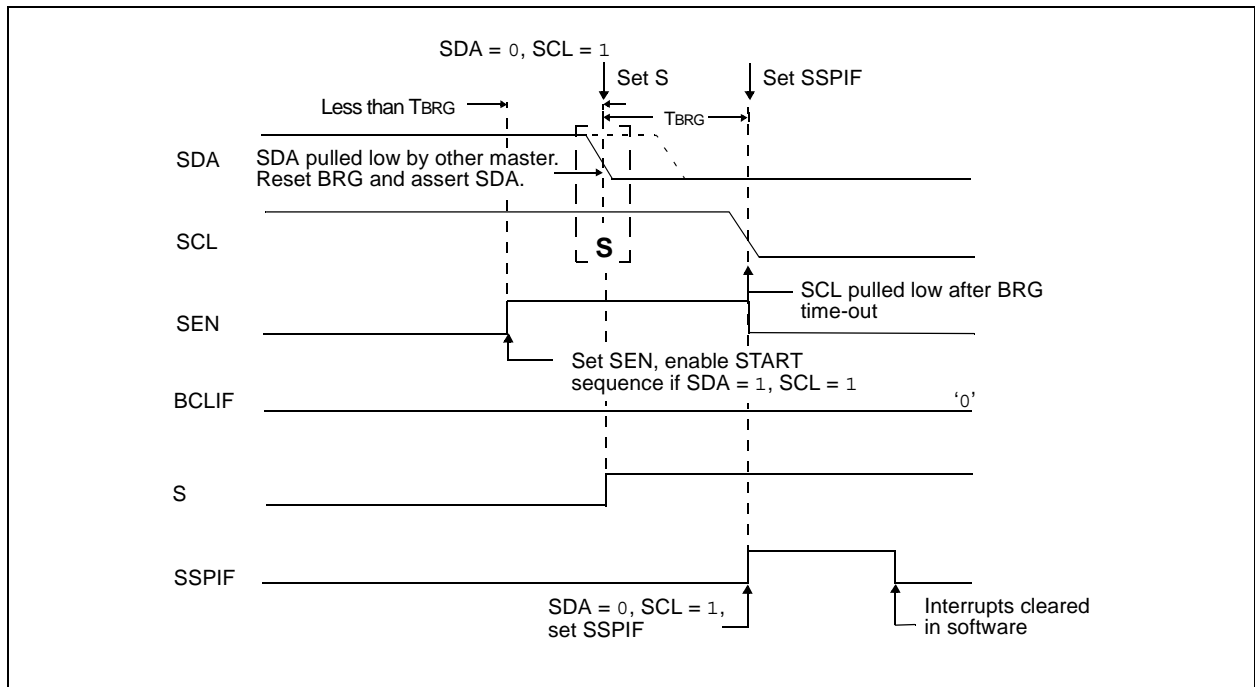 SDA = 0, SCL = 1
Set S
Set SSPIF
Less than TBRG
TBRG
SDA
SDA pulled low by other master.
Reset BRG and assert SDA.
SCL
S
SCL pulled low after BRG
time-out
SEN
Set SEN, enable START
sequence if SDA = 1, SCL = 1
BCLIF
‘0’
S
SSPIF
SDA = 0, SCL = 1,
set SSPIF
Interrupts cleared
in software